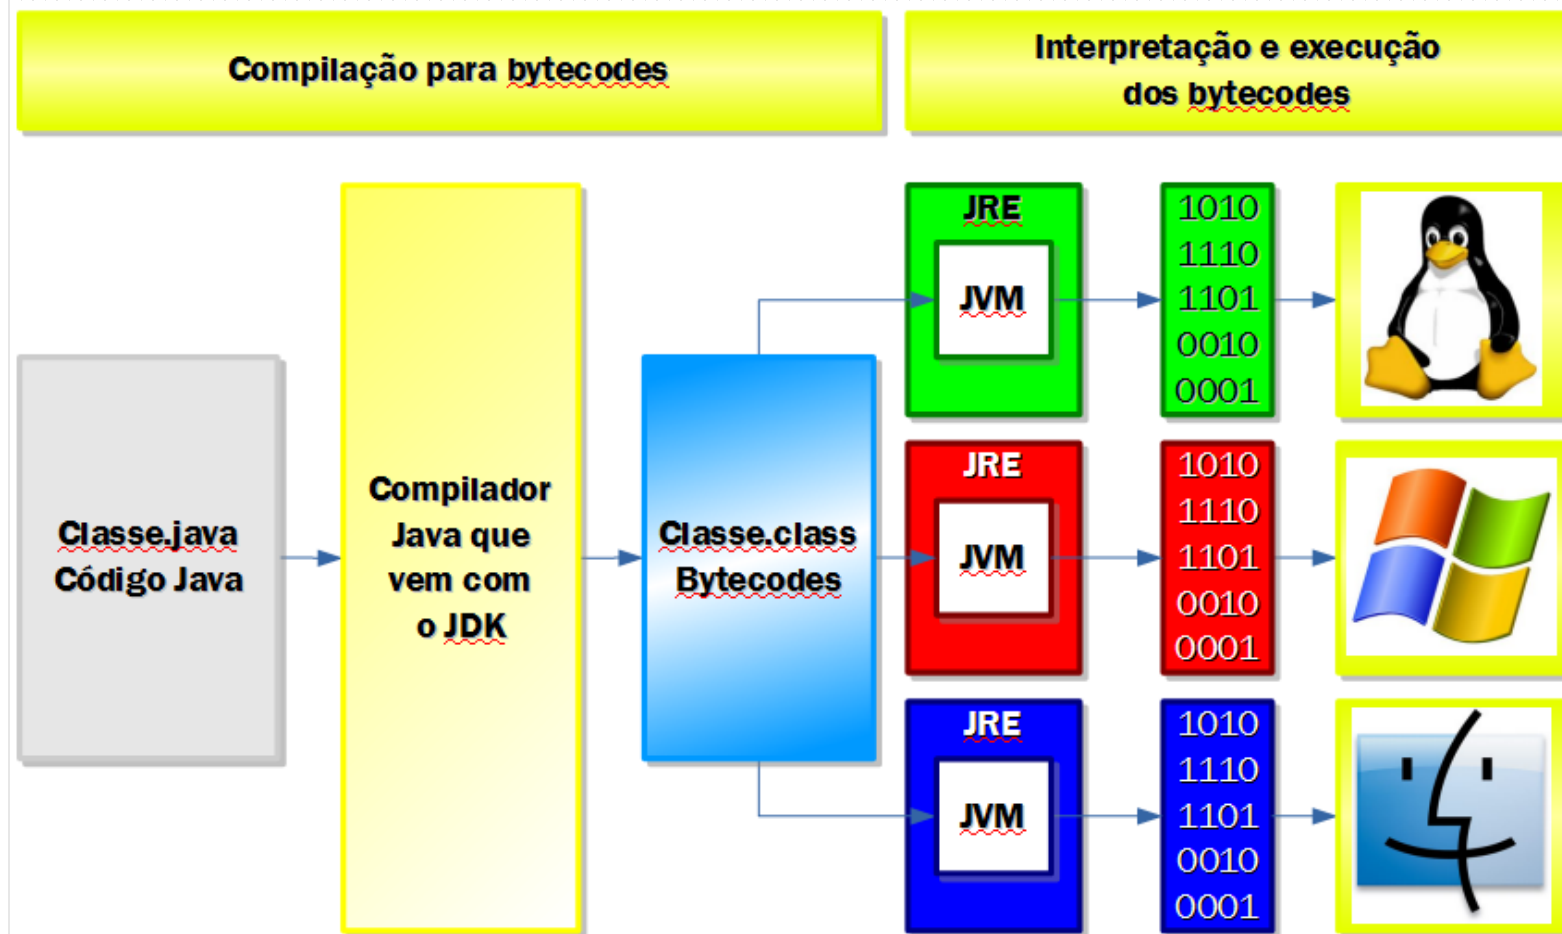 Compilação para bytecodes
Interpretação e execução
dos bytecodes
Classe.java
Código Java
Compilador
Java que
vem com
o JDK
Classe.class
Bytecodes
JRE
JVM
1010
1110
1101
0010
0001
JRE
JVM
1010
1110
1101
0010
0001
JRE
JVM
1010
1110
1101
0010
0001